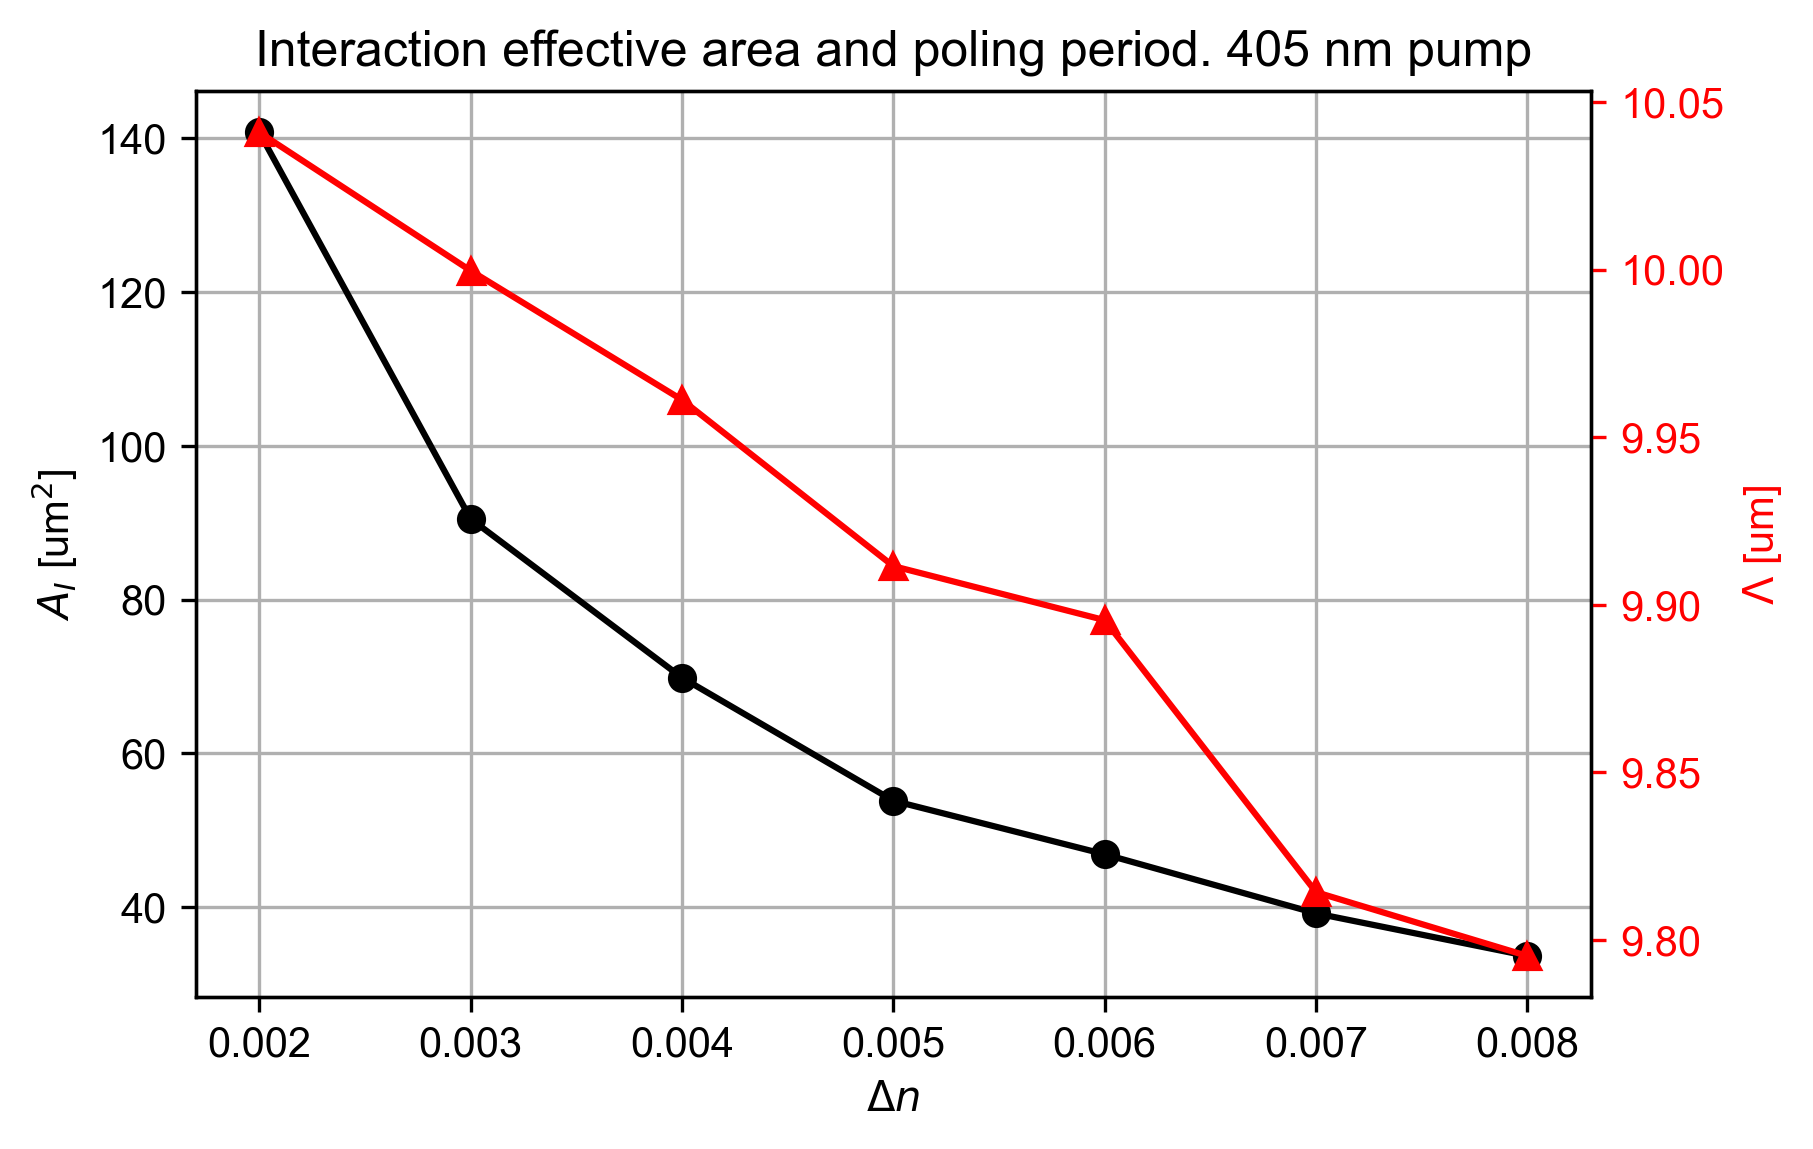 Interaction effective area and poling period. 405 nm pump
140
120
100
80
60
40
A_I [um²]
10.05
10.00
9.95
9.90
9.85
9.80
Λ [um]
0.002 0.003 0.004 0.005 0.006 0.007 0.008
Δn